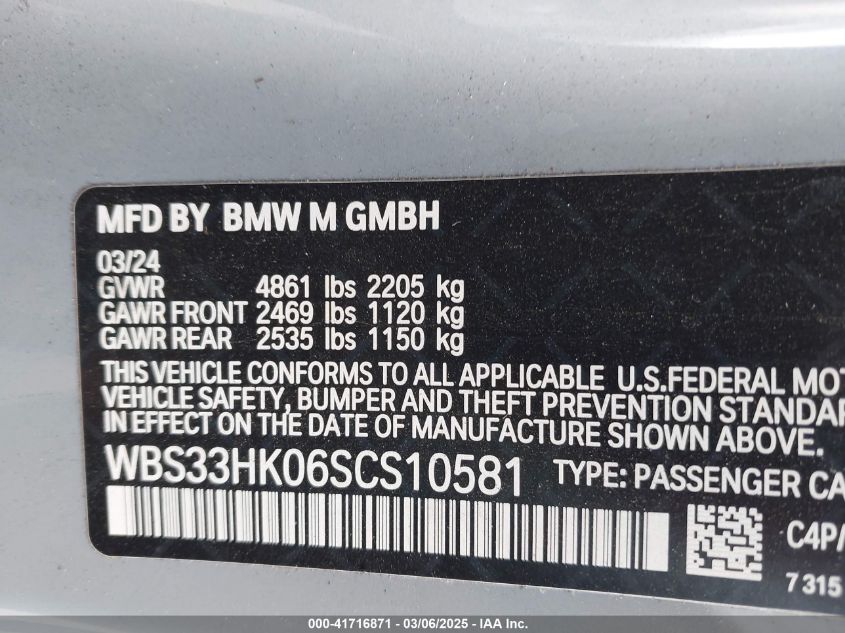 MFD BY BMW M GMBH
03/24
GVWR 4861 lbs 2205 kg
GAWR FRONT 2469 lbs 1120 kg
GAWR REAR 2535 lbs 1150 kg
THIS VEHICLE CONFORMS TO ALL APPLICABLE U.S.FEDERAL MOT
VEHICLE SAFETY, BUMPER AND THEFT PREVENTION STANDAR
IN EFFECT ON THE DATE OF MANUFACTURE SHOWN ABOVE.
WBS33HK06SCS10581 TYPE: PASSENGER CA
C4P/
7 315
000-41716871 — 03/06/2025 — IAA Inc.